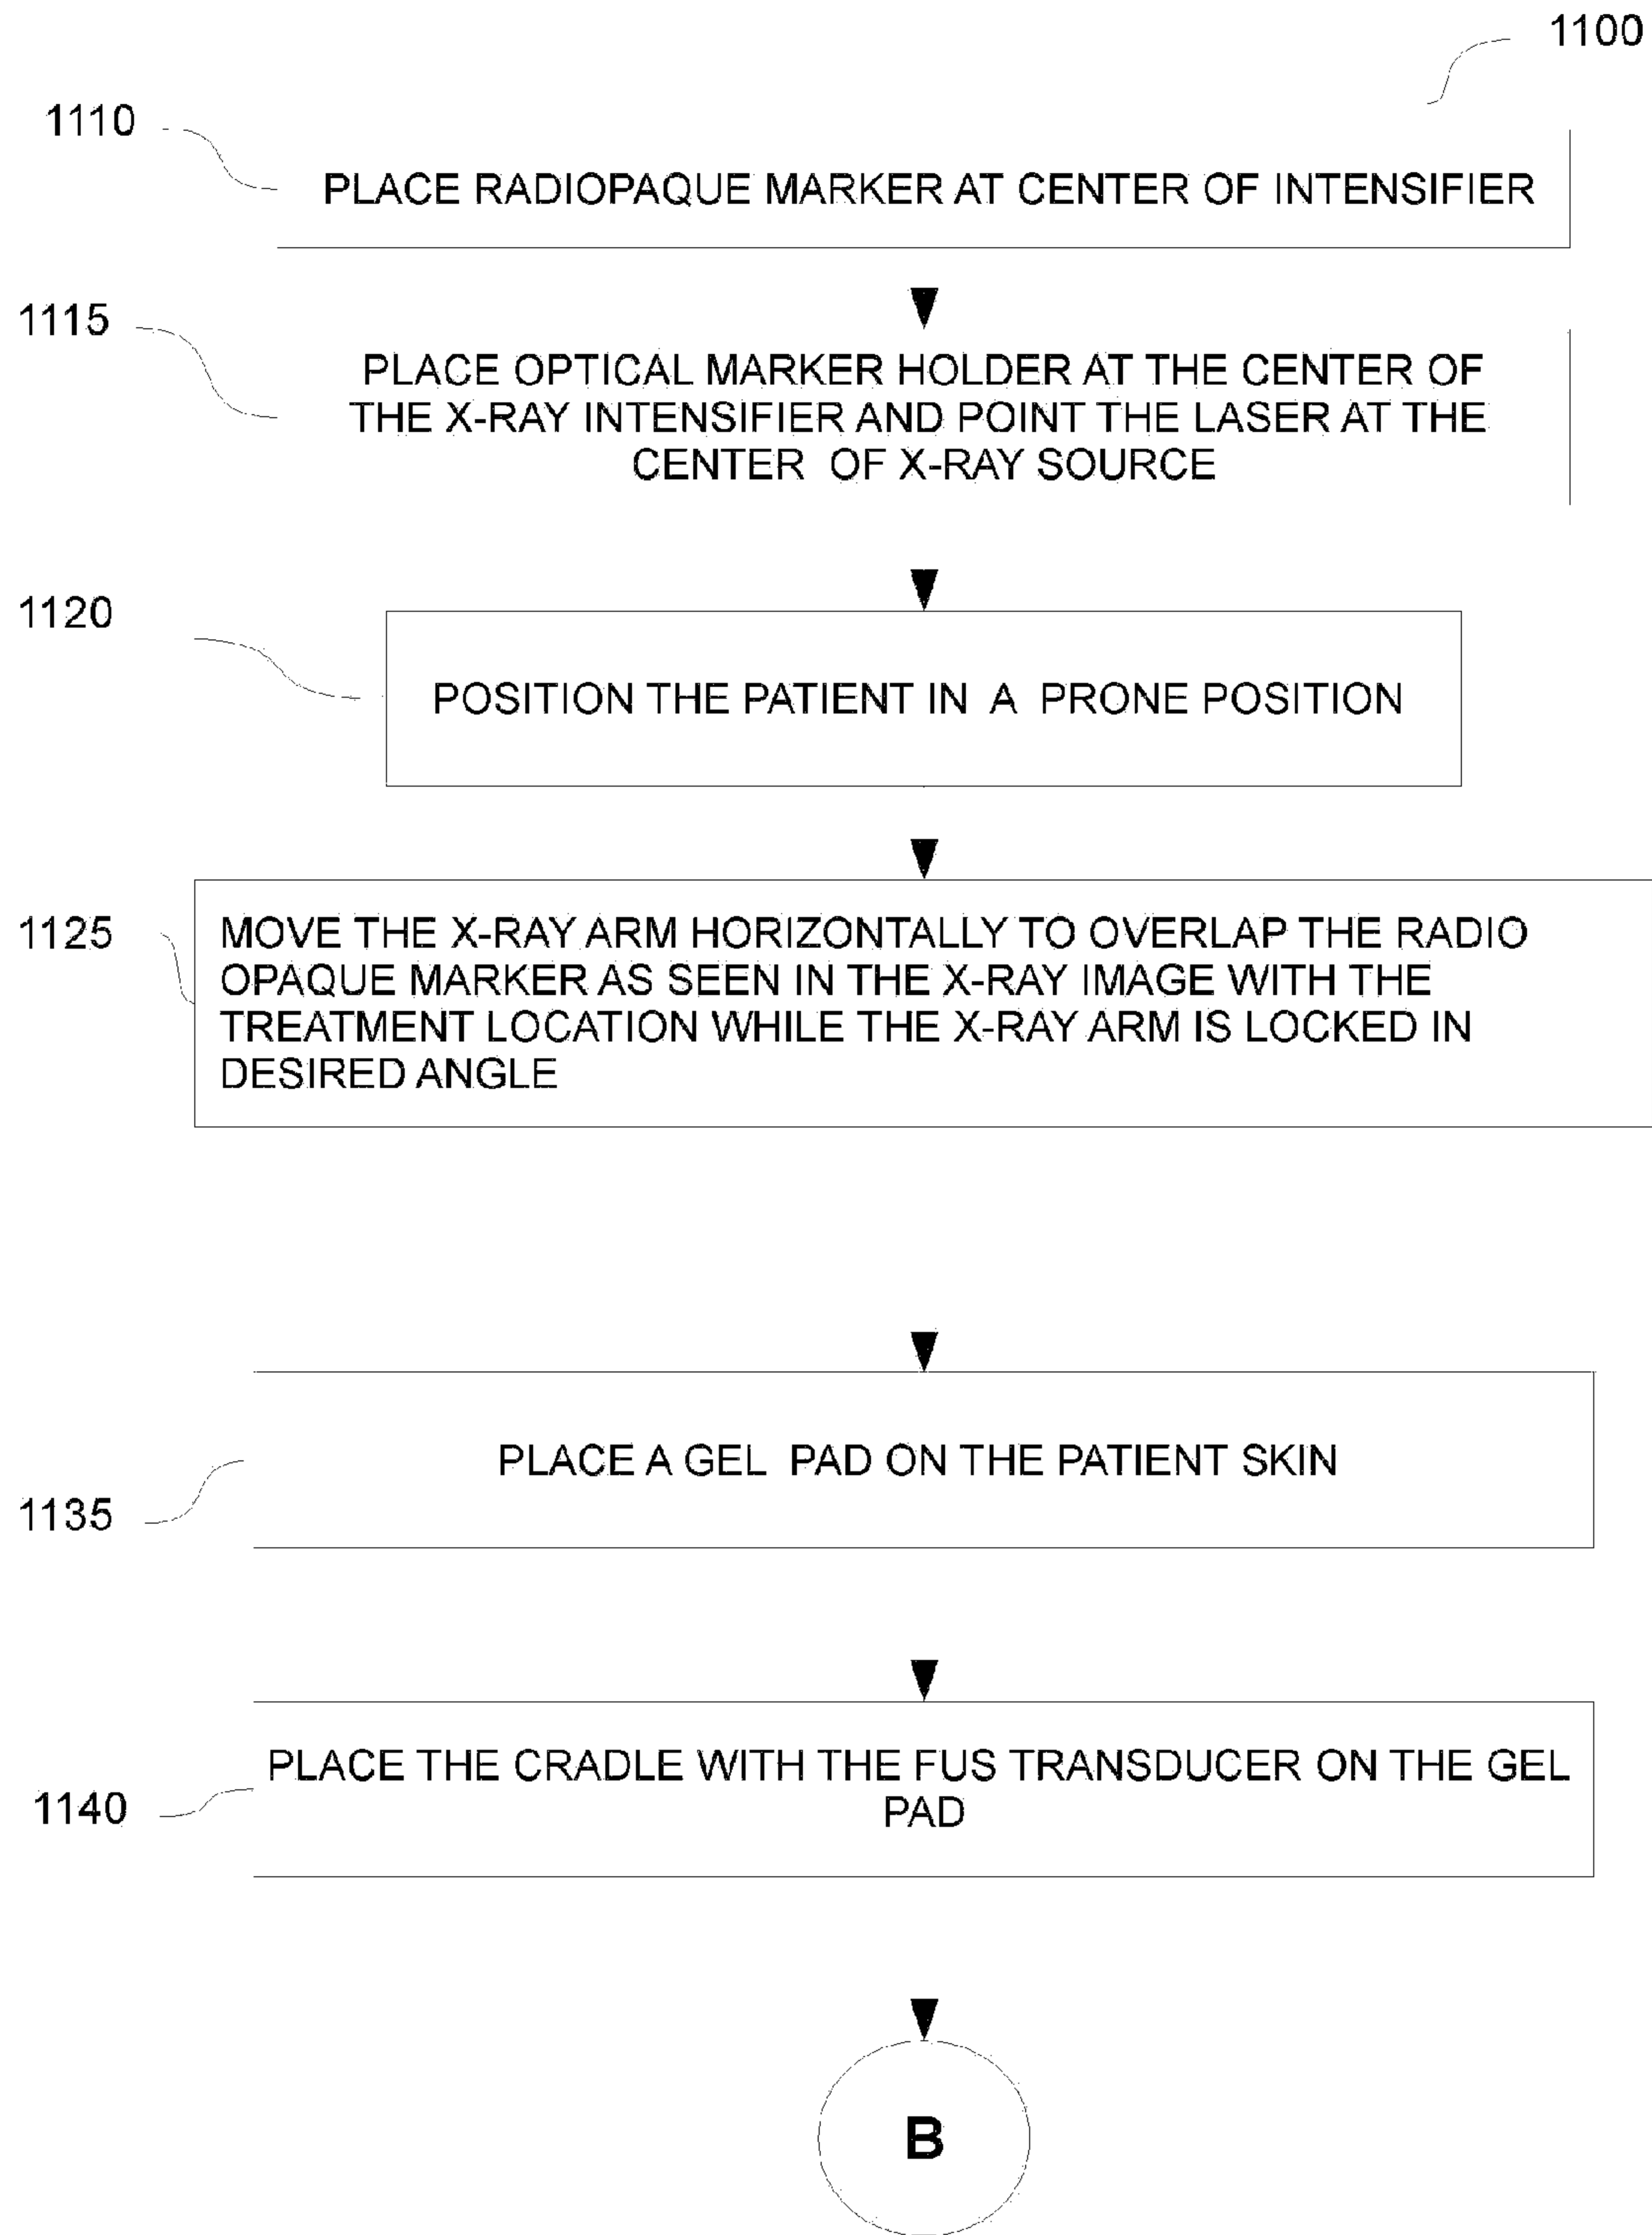 1100
1110
PLACE RADIOPAQUE MARKER AT CENTER OF INTENSIFIER
1115
PLACE OPTICAL MARKER HOLDER AT THE CENTER OF
THE X-RAY INTENSIFIER AND POINT THE LASER AT THE
CENTER OF X-RAY SOURCE
1120
POSITION THE PATIENT IN A PRONE POSITION
1125
MOVE THE X-RAY ARM HORIZONTALLY TO OVERLAP THE RADIO
OPAQUE MARKER AS SEEN IN THE X-RAY IMAGE WITH THE
TREATMENT LOCATION WHILE THE X-RAY ARM IS LOCKED IN
DESIRED ANGLE
PLACE A GEL PAD ON THE PATIENT SKIN
1135
PLACE THE CRADLE WITH THE FUS TRANSDUCER ON THE GEL
PAD
1140
B